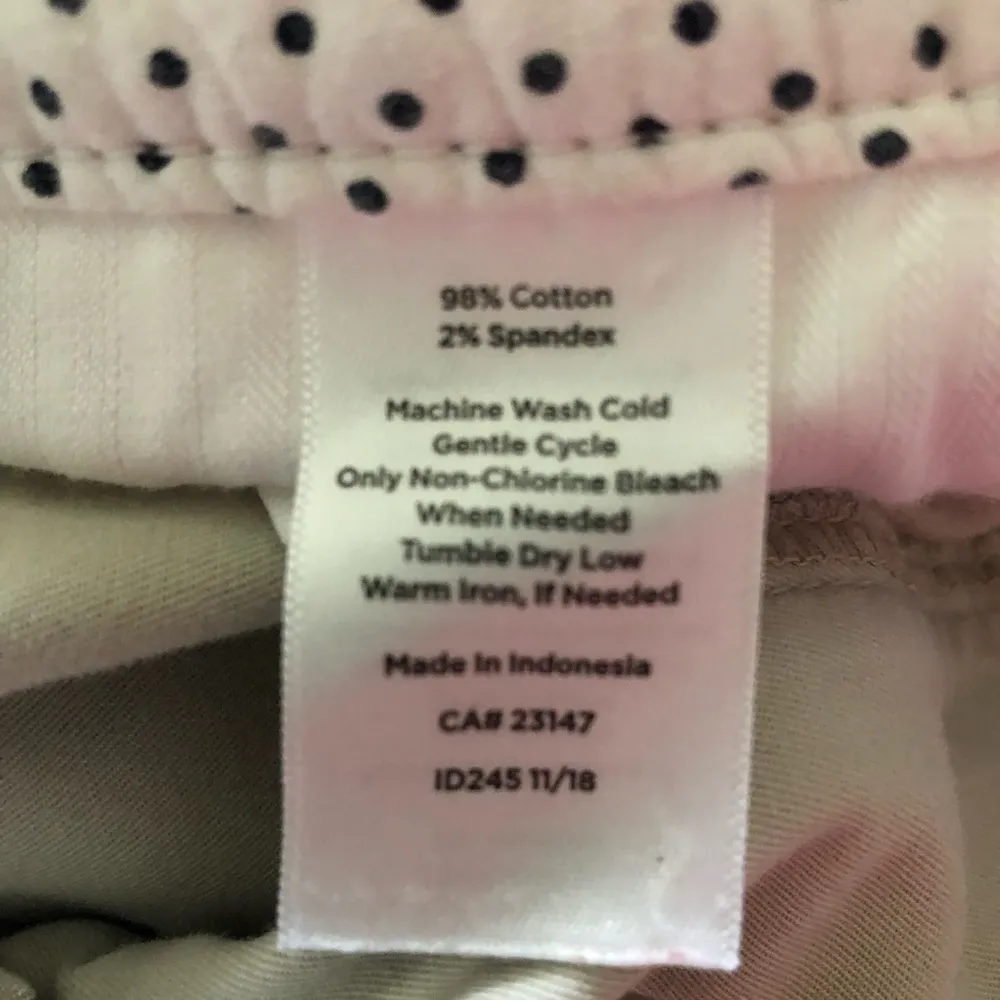 98% Cotton
2% Spandex
Machine Wash Cold
Gentle Cycle
Only Non-Chlorine Bleach
When Needed
Tumble Dry Low
Warm Iron, If Needed
Made In Indonesia
CA# 23147
ID245 11/18